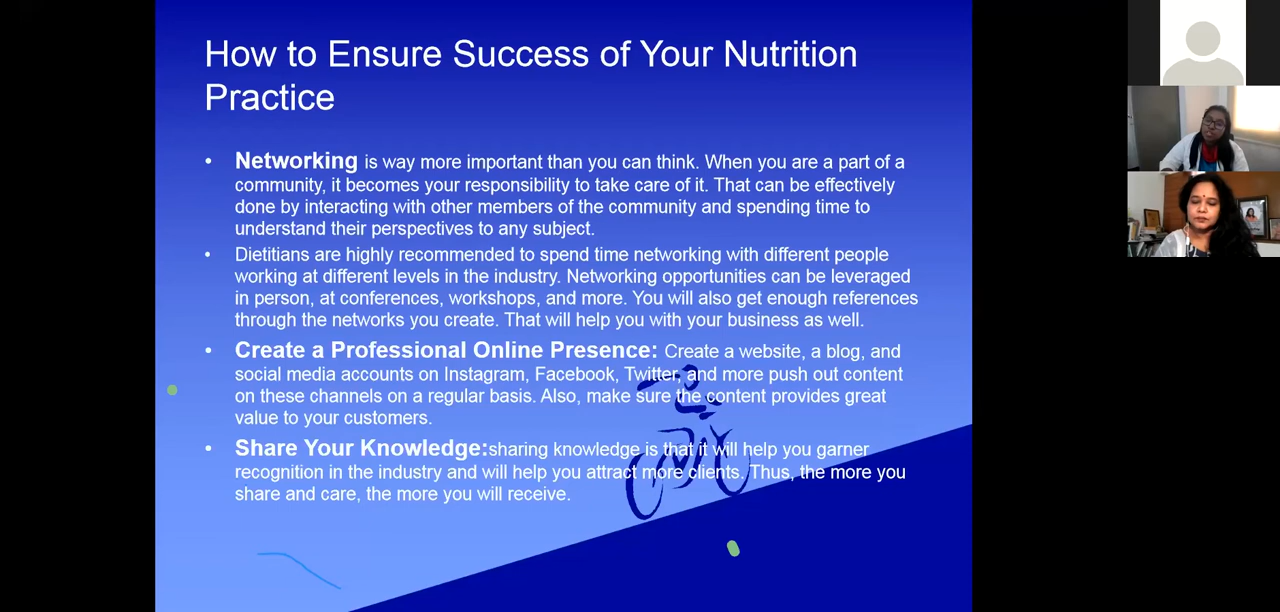 How to Ensure Success of Your Nutrition
Practice
• Networking is way more important than you can think. When you are a part of a
community, it becomes your responsibility to take care of it. That can be effectively
done by interacting with other members of the community and spending time to
understand their perspectives to any subject.
• Dietitians are highly recommended to spend time networking with different people
working at different levels in the industry. Networking opportunities can be leveraged
in person, at conferences, workshops, and more. You will also get enough references
through the networks you create. That will help you with your business as well.
• Create a Professional Online Presence: Create a website, a blog, and
social media accounts on Instagram, Facebook, Twitter, and more push out content
on these channels on a regular basis. Also, make sure the content provides great
value to your customers.
• Share Your Knowledge:sharing knowledge is that it will help you garner
recognition in the industry and will help you attract more clients. Thus, the more you
share and care, the more you will receive.